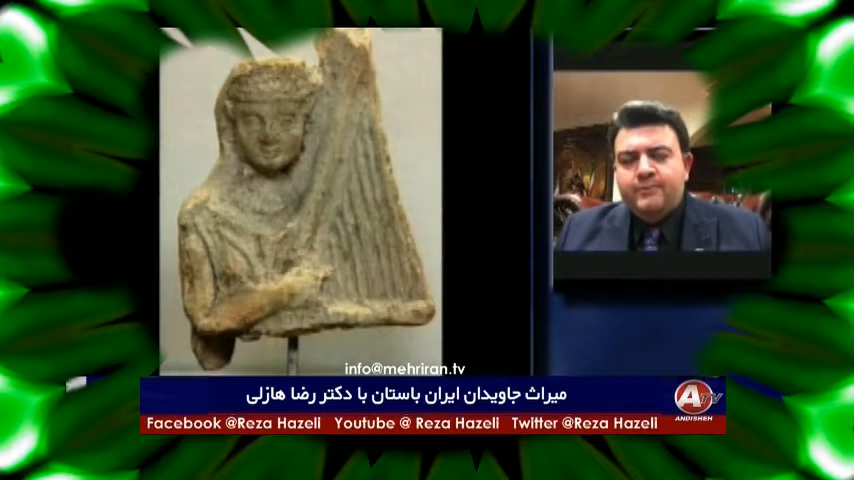 info@mehriran.tv
میراث جاویدان ایران باستان با دکتر رضا هازلی
Facebook @Reza Hazeli Youtube @ Reza Hazeli Twitter @Reza Hazeli
ATV
ANDISHEH